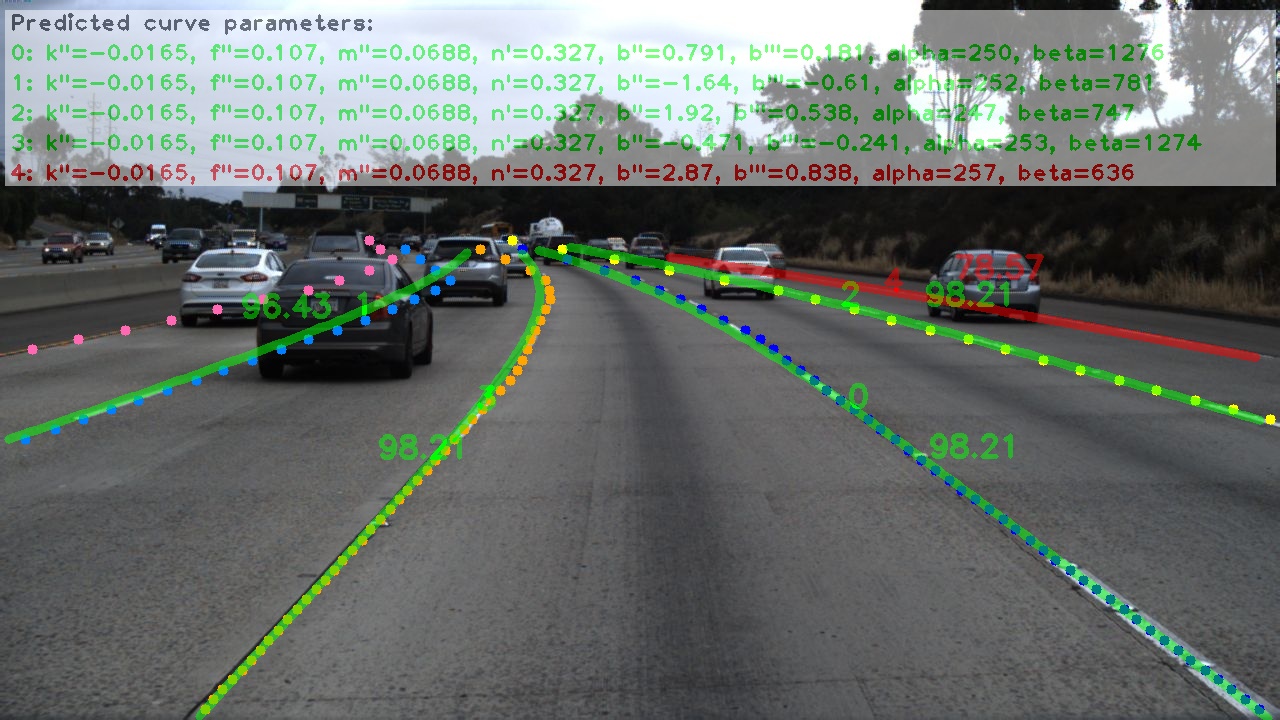 Predicted curve parameters:
0: k''=-0.0165, f''=0.107, m''=0.0688, n'=0.327, b''=0.791, b'''=0.181, alpha=250, beta=1276
1: k''=-0.0165, f''=0.107, m''=0.0688, n'=0.327, b''=-1.64, b'''=-0.61, alpha=252, beta=781
2: k''=-0.0165, f''=0.107, m''=0.0688, n'=0.327, b''=1.92, b'''=0.538, alpha=247, beta=747
3: k''=-0.0165, f''=0.107, m''=0.0688, n'=0.327, b''=-0.471, b'''=-0.241, alpha=253, beta=1274
4: k''=-0.0165, f''=0.107, m''=0.0688, n'=0.327, b''=2.87, b'''=0.838, alpha=257, beta=636
78.57
4
96.43 1
2 98.21
0
98.21
98.21